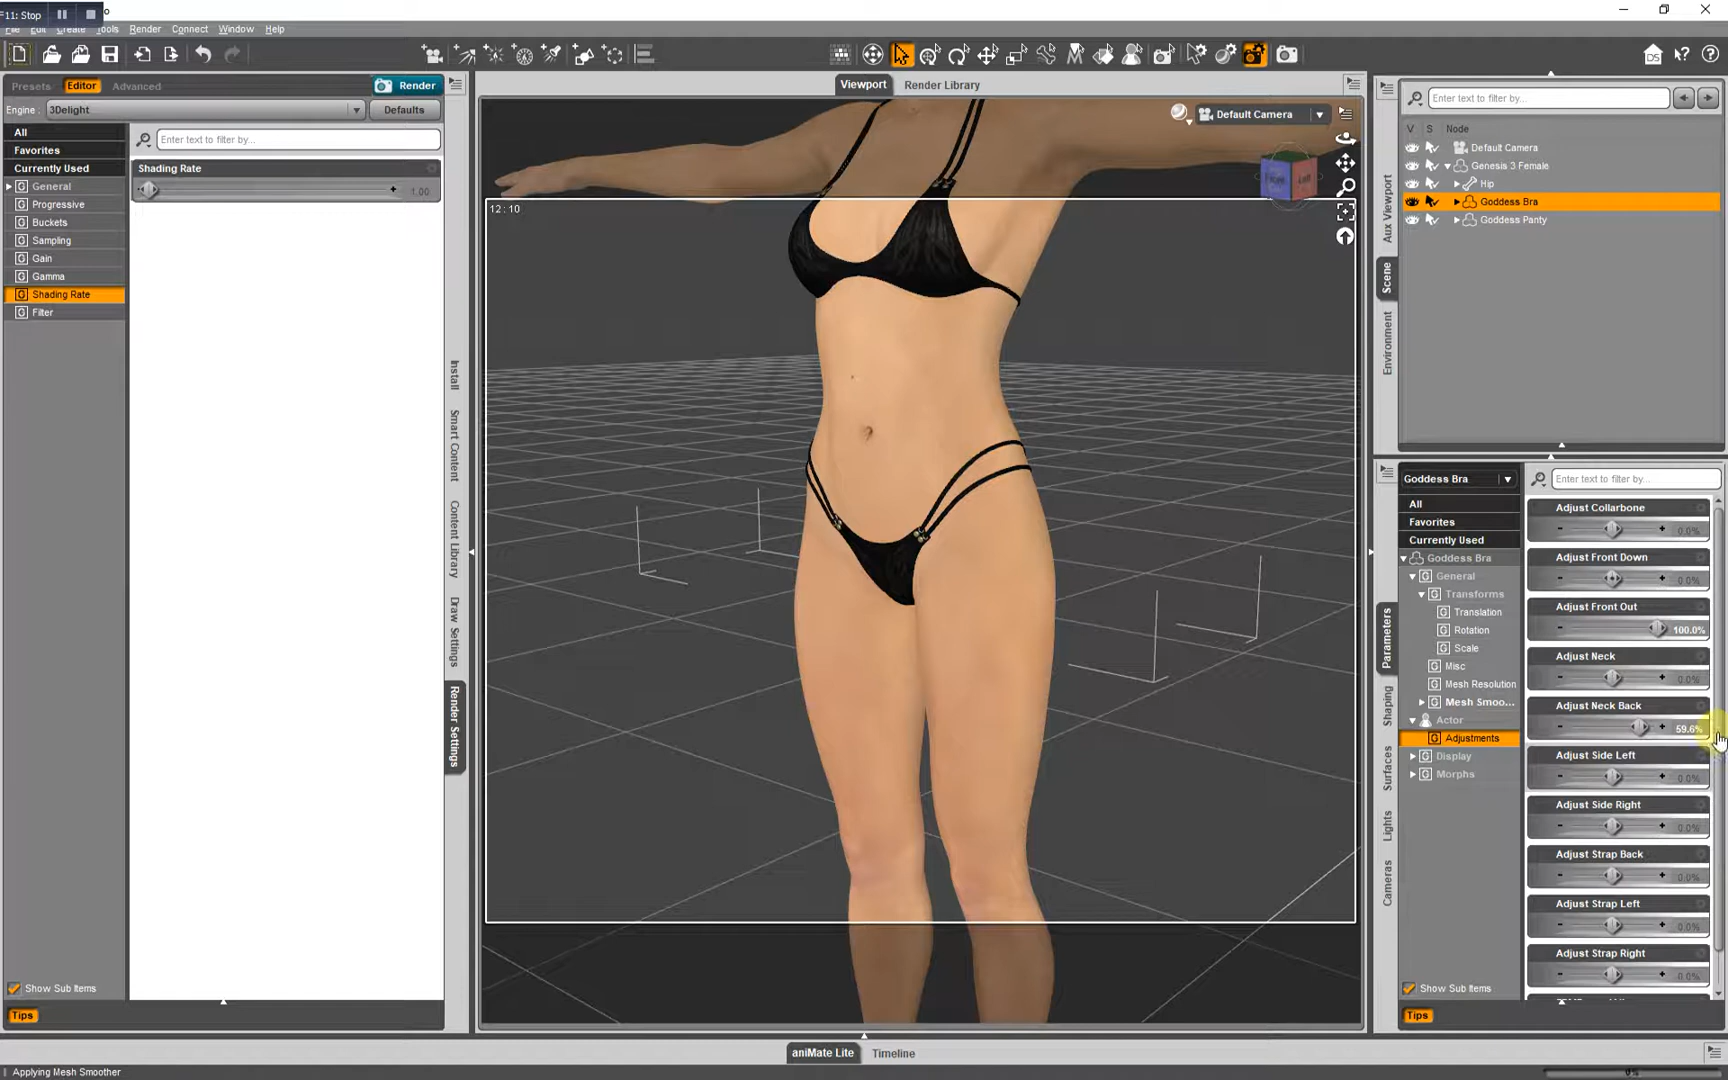 F11: Stop
File Edit Create Tools Render Connect Window Help
Presets Editor Advanced Render
Engine : 3Delight Defaults
All
Favorites
Currently Used
General
Progressive
Buckets
Sampling
Gain
Gamma
Shading Rate
Filter
Enter text to filter by...
Shading Rate
1.00
Show Sub Items
Tips
Install
Smart Content
Content Library
Draw Settings
Render Settings
Viewport Render Library
Default Camera
12 : 10
aniMate Lite Timeline
Applying Mesh Smoother
0%
Aux Viewport
Scene
Environment
Enter text to filter by...
V S Node
Default Camera
Genesis 3 Female
Hip
Goddess Bra
Goddess Panty
Parameters
Shaping
Surfaces
Lights
Cameras
Goddess Bra
All
Favorites
Currently Used
Goddess Bra
General
Transforms
Translation
Rotation
Scale
Misc
Mesh Resolution
Mesh Smoo...
Actor
Adjustments
Display
Morphs
Show Sub Items
Tips
Enter text to filter by...
Adjust Collarbone
0.0%
Adjust Front Down
0.0%
Adjust Front Out
100.0%
Adjust Neck
0.0%
Adjust Neck Back
59.6%
Adjust Side Left
0.0%
Adjust Side Right
0.0%
Adjust Strap Back
0.0%
Adjust Strap Left
0.0%
Adjust Strap Right
0.0%